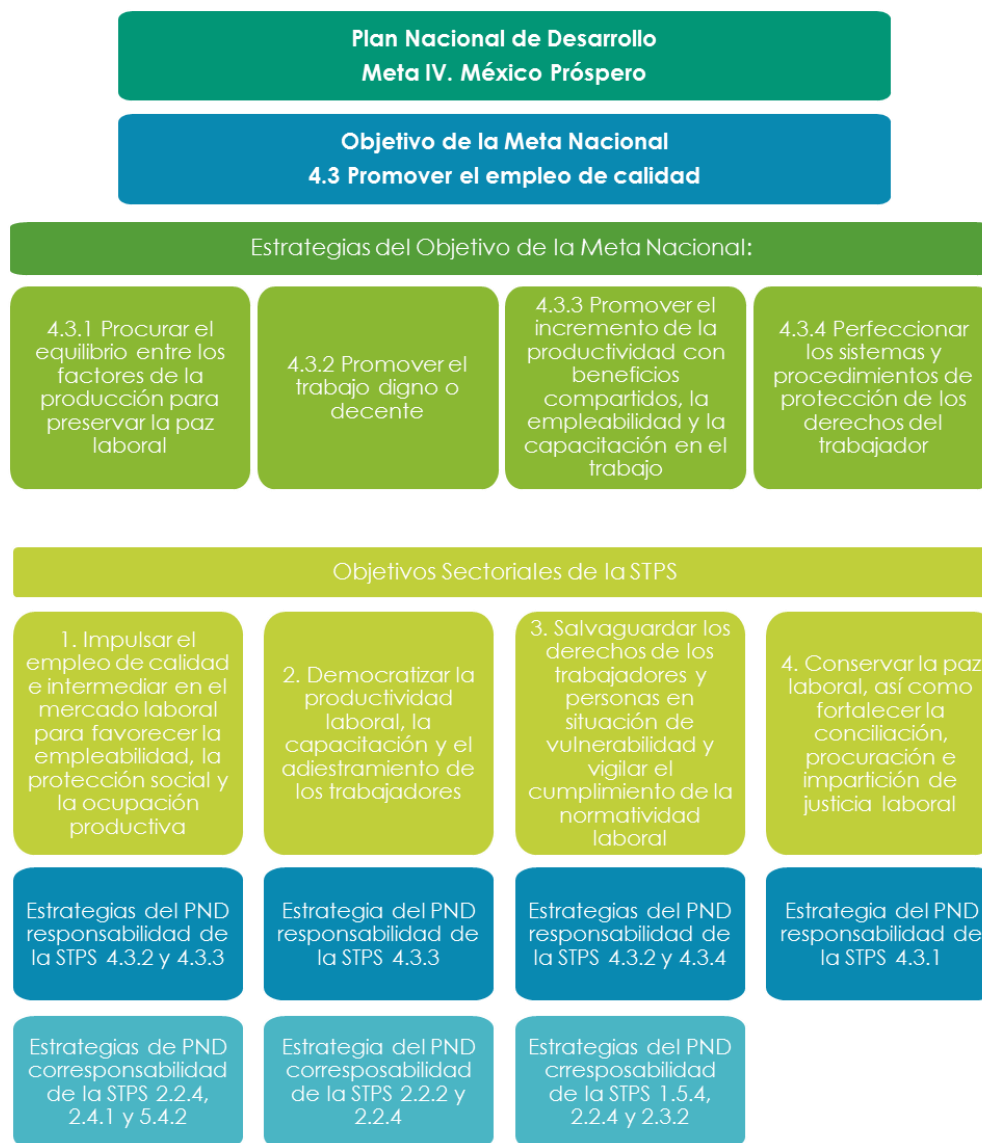 Plan Nacional de Desarrollo
Meta IV. México Próspero
Objetivo de la Meta Nacional
4.3 Promover el empleo de calidad
Estrategias del Objetivo de la Meta Nacional:
4.3.1 Procurar el
equilibrio entre los
factores de la
producción para
preservar la paz
laboral
4.3.2 Promover el
trabajo digno o
decente
4.3.3 Promover el
incremento de la
productividad con
beneficios
compartidos, la
empleabilidad y la
capacitación en el
trabajo
4.3.4 Perfeccionar
los sistemas y
procedimientos de
protección de los
derechos del
trabajador
Objetivos Sectoriales de la STPS
1. Impulsar el
empleo de calidad
e intermediar en el
mercado laboral
para favorecer la
empleabilidad, la
protección social y
la ocupación
productiva
2. Democratizar la
productividad
laboral, la
capacitación y el
adiestramiento de
los trabajadores
3. Salvaguardar los
derechos de los
trabajadores y
personas en
situación de
vulnerabilidad y
vigilar el
cumplimiento de la
normatividad
laboral
4. Conservar la paz
laboral, así como
fortalecer la
conciliación,
procuración e
impartición de
justicia laboral
Estrategias del PND
responsabilidad de
la STPS 4.3.2 y 4.3.3
Estrategia del PND
responsabilidad de
la STPS 4.3.3
Estrategias del PND
responsabilidad de
la STPS 4.3.2 y 4.3.4
Estrategia del PND
responsabilidad de
la STPS 4.3.1
Estrategias de PND
corresponsabilidad
de la STPS 2.2.4,
2.4.1 y 5.4.2
Estrategia del PND
corresposabilidad
de la STPS 2.2.2 y
2.2.4
Estrategias del PND
crresposabilidad
de la STPS 1.5.4,
2.2.4 y 2.3.2